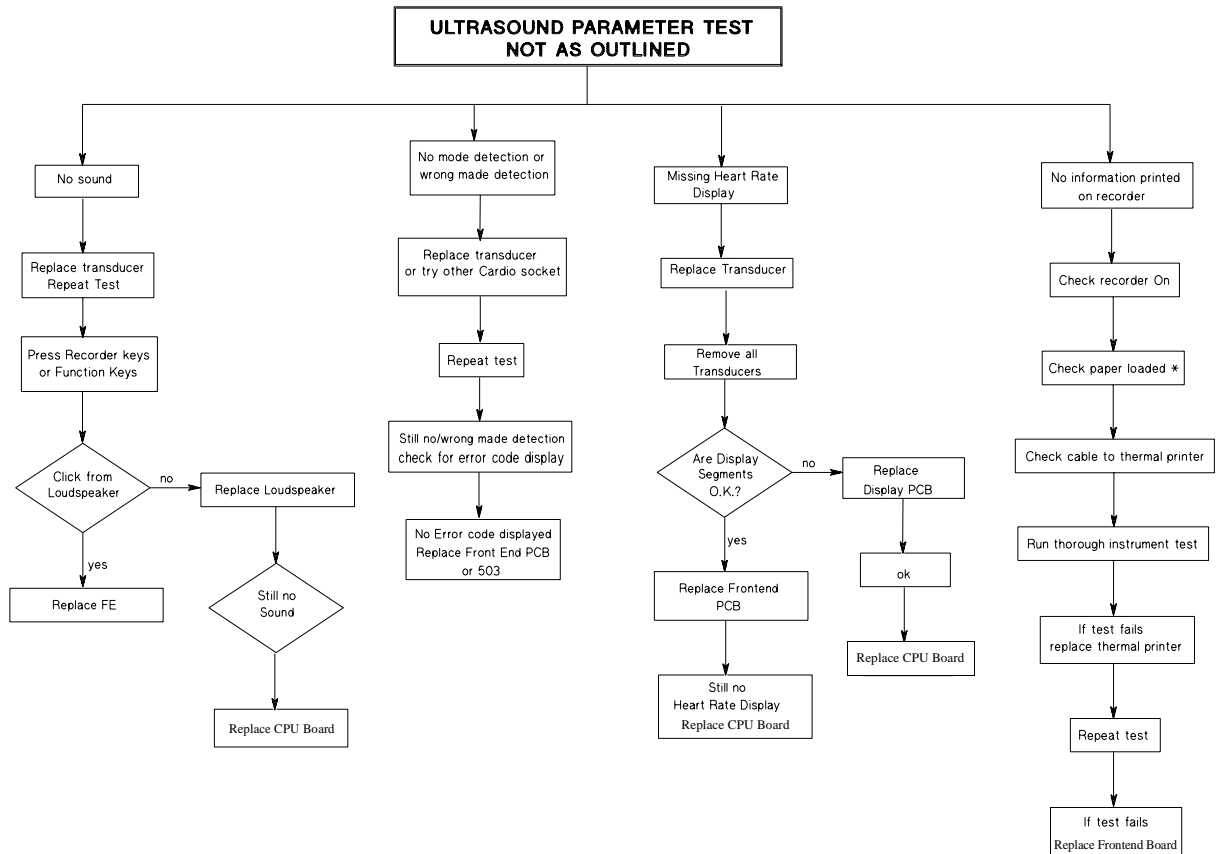 ULTRASOUND PARAMETER TEST
NOT AS OUTLINED
No sound
Replace transducer
Repeat Test
Press Recorder keys
or Function Keys
Click from
Loudspeaker
no
Replace Loudspeaker
yes
Replace FE
Still no
Sound
Replace CPU Board
No mode detection or
wrong made detection
Replace transducer
or try other Cardio socket
Repeat test
Still no/wrong made detection
check for error code display
No Error code displayed
Replace Front End PCB
or 503
Missing Heart Rate
Display
Replace Transducer
Remove all
Transducers
Are Display
Segments
O.K.?
no
Replace
Display PCB
yes
ok
Replace Frontend
PCB
Replace CPU Board
Still no
Heart Rate Display
Replace CPU Board
No information printed
on recorder
Check recorder On
Check paper loaded *
Check cable to thermal printer
Run thorough instrument test
If test fails
replace thermal printer
Repeat test
If test fails
Replace Frontend Board